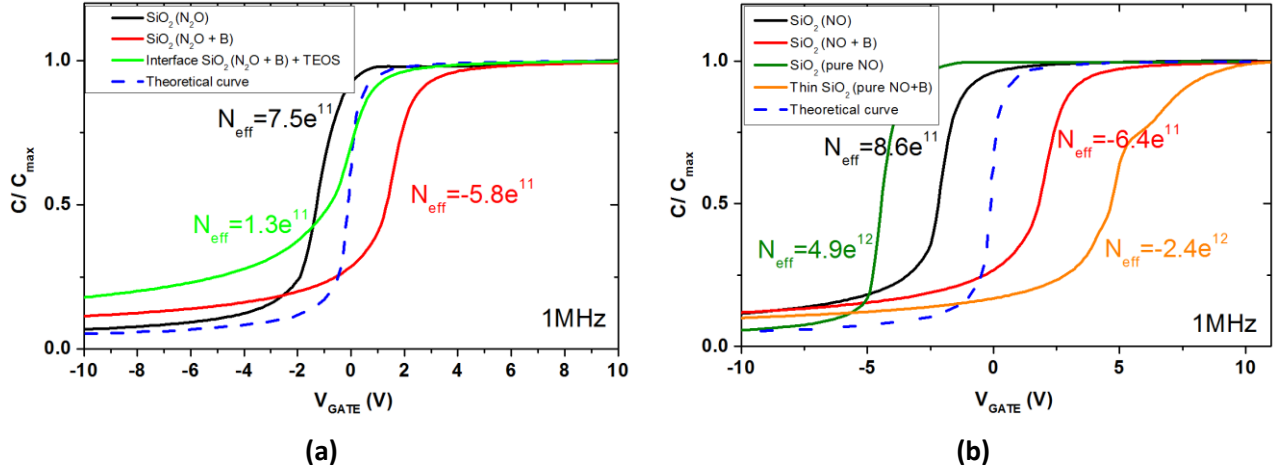 SiO₂ (N₂O)
SiO₂ (N₂O + B)
Interface SiO₂ (N₂O + B) + TEOS
Theoretical curve
1.0
0.5
0.0
C/ Cmax
Neff=7.5e¹¹
Neff=-5.8e¹¹
Neff=1.3e¹¹
1MHz
-10 -8 -6 -4 -2 0 2 4 6 8 10
VGATE (V)
(a)
SiO₂ (NO)
SiO₂ (NO + B)
SiO₂ (pure NO)
Thin SiO₂ (pure NO+B)
Theoretical curve
1.0
0.5
0.0
C/ Cmax
Neff=8.6e¹¹
Neff=-6.4e¹¹
Neff=4.9e¹²
Neff=-2.4e¹²
1MHz
-10 -5 0 5 10
VGATE (V)
(b)